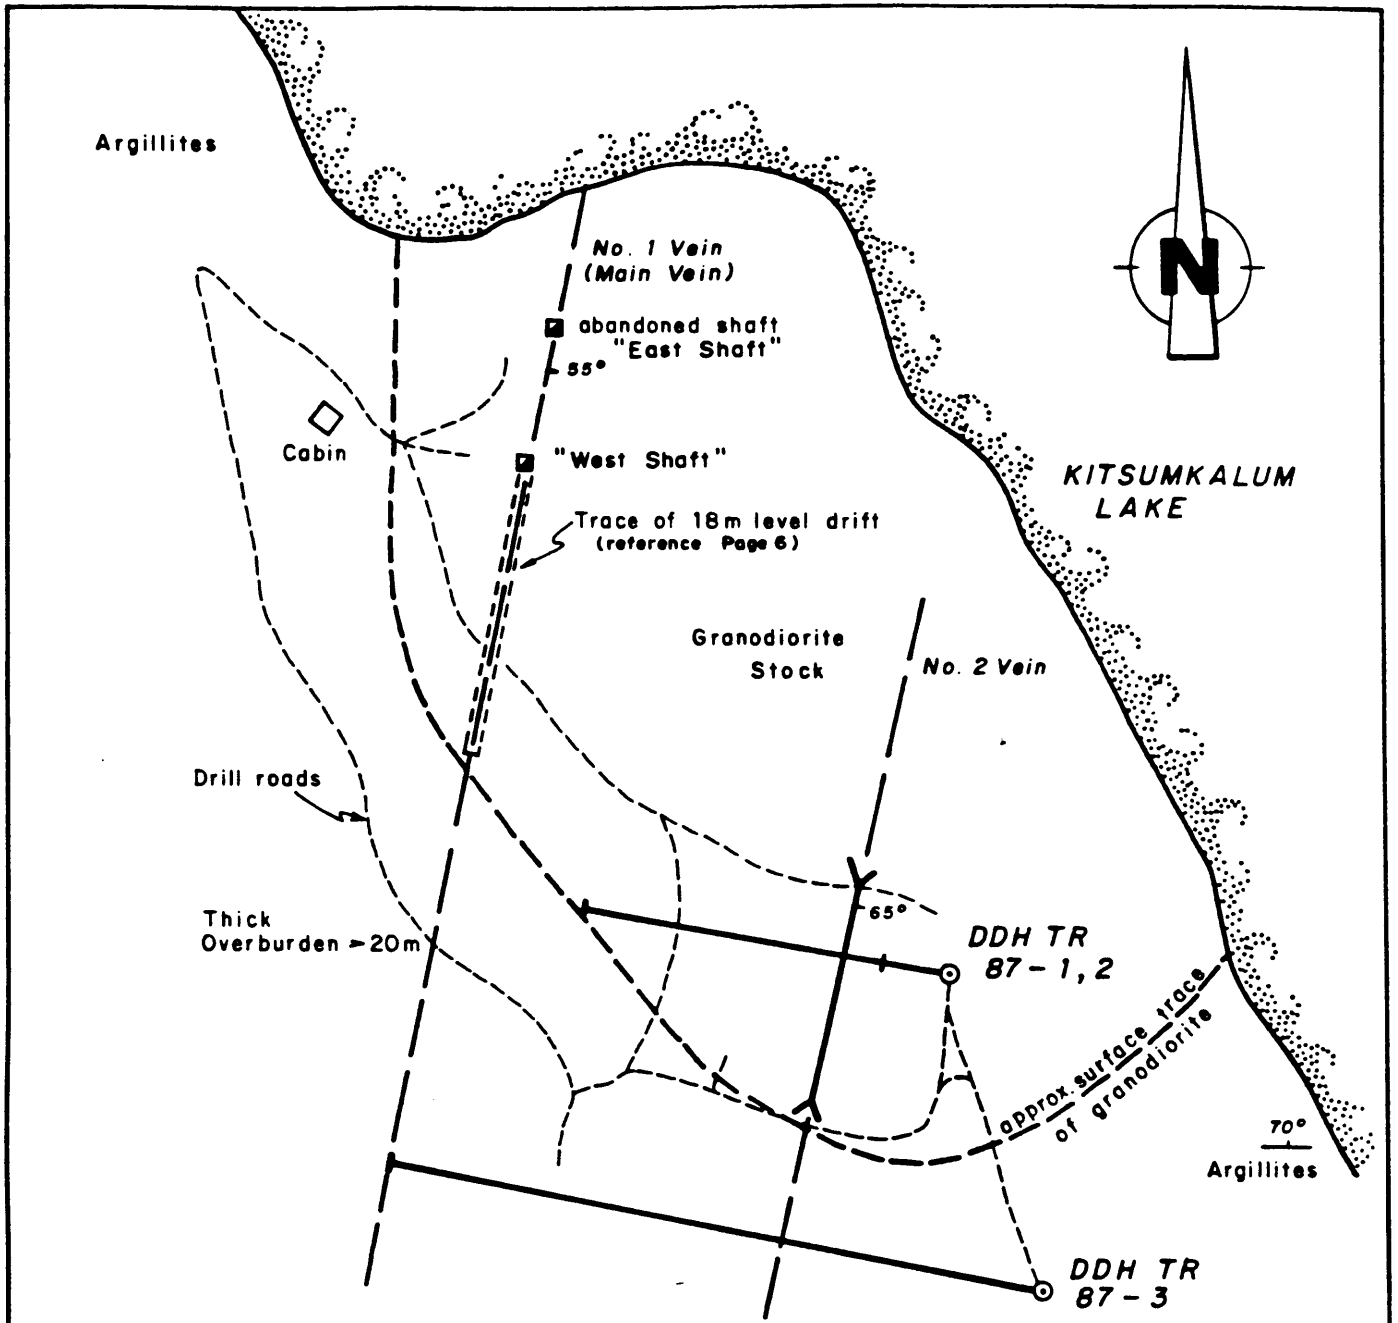 Argillites
N
No. 1 Vein
(Main Vein)
abandoned shaft
"East Shaft"
55°
Cabin
"West Shaft"
KITSUMKALUM
LAKE
Trace of 18m level drift
(reference Page 6)
Granodiorite
Stock
No. 2 Vein
Drill roads
Thick
Overburden > 20m
65°
DDH TR
87-1, 2
approx. surface trace
of granodiorite
70°
Argillites
DDH TR
87-3